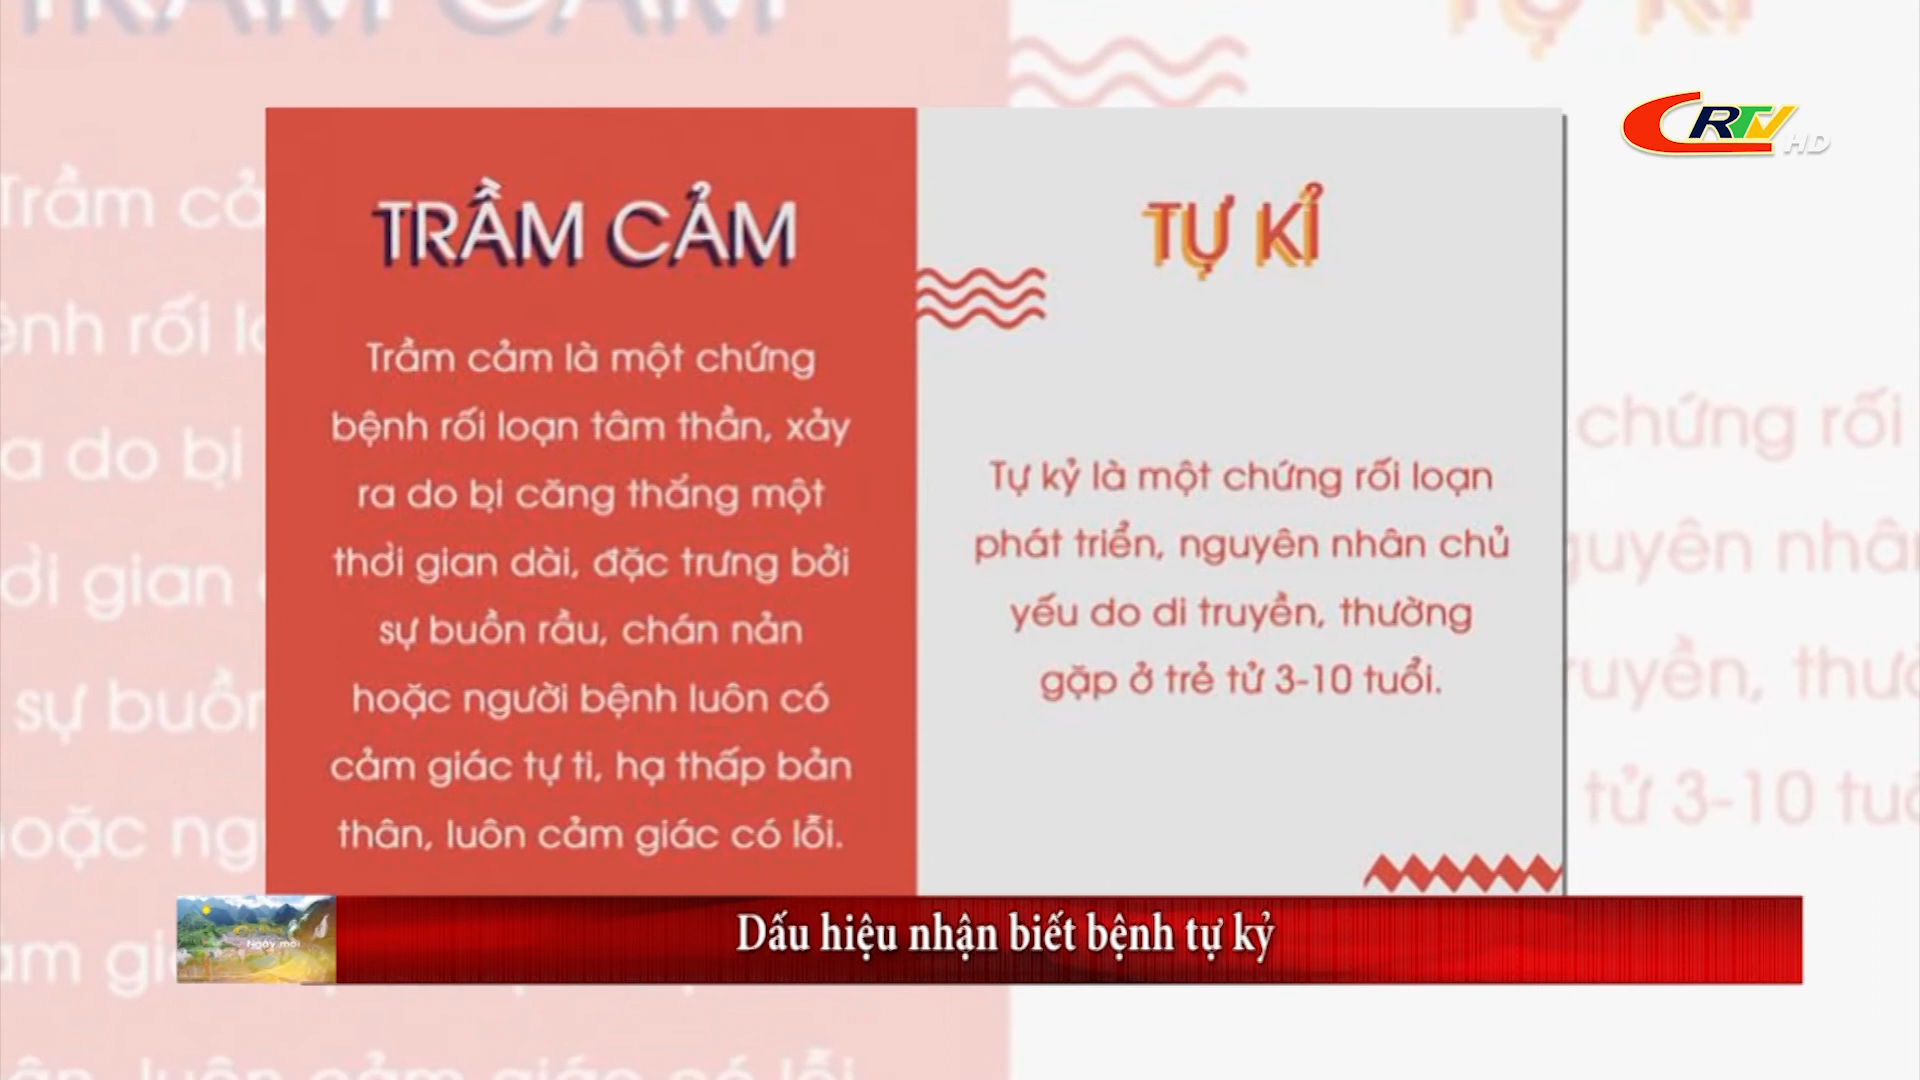 TRẦM CẢM
Trầm cảm là một chứng
bệnh rối loạn tâm thần, xảy
ra do bị căng thẳng một
thời gian dài, đặc trưng bởi
sự buồn rầu, chán nản
hoặc người bệnh luôn có
cảm giác tự ti, hạ thấp bản
thân, luôn cảm giác có lỗi.
TỰ KỈ
Tự kỷ là một chứng rối loạn
phát triển, nguyên nhân chủ
yếu do di truyền, thường
gặp ở trẻ từ 3-10 tuổi.
CRTV HD
Ngày mới
Dấu hiệu nhận biết bệnh tự kỷ